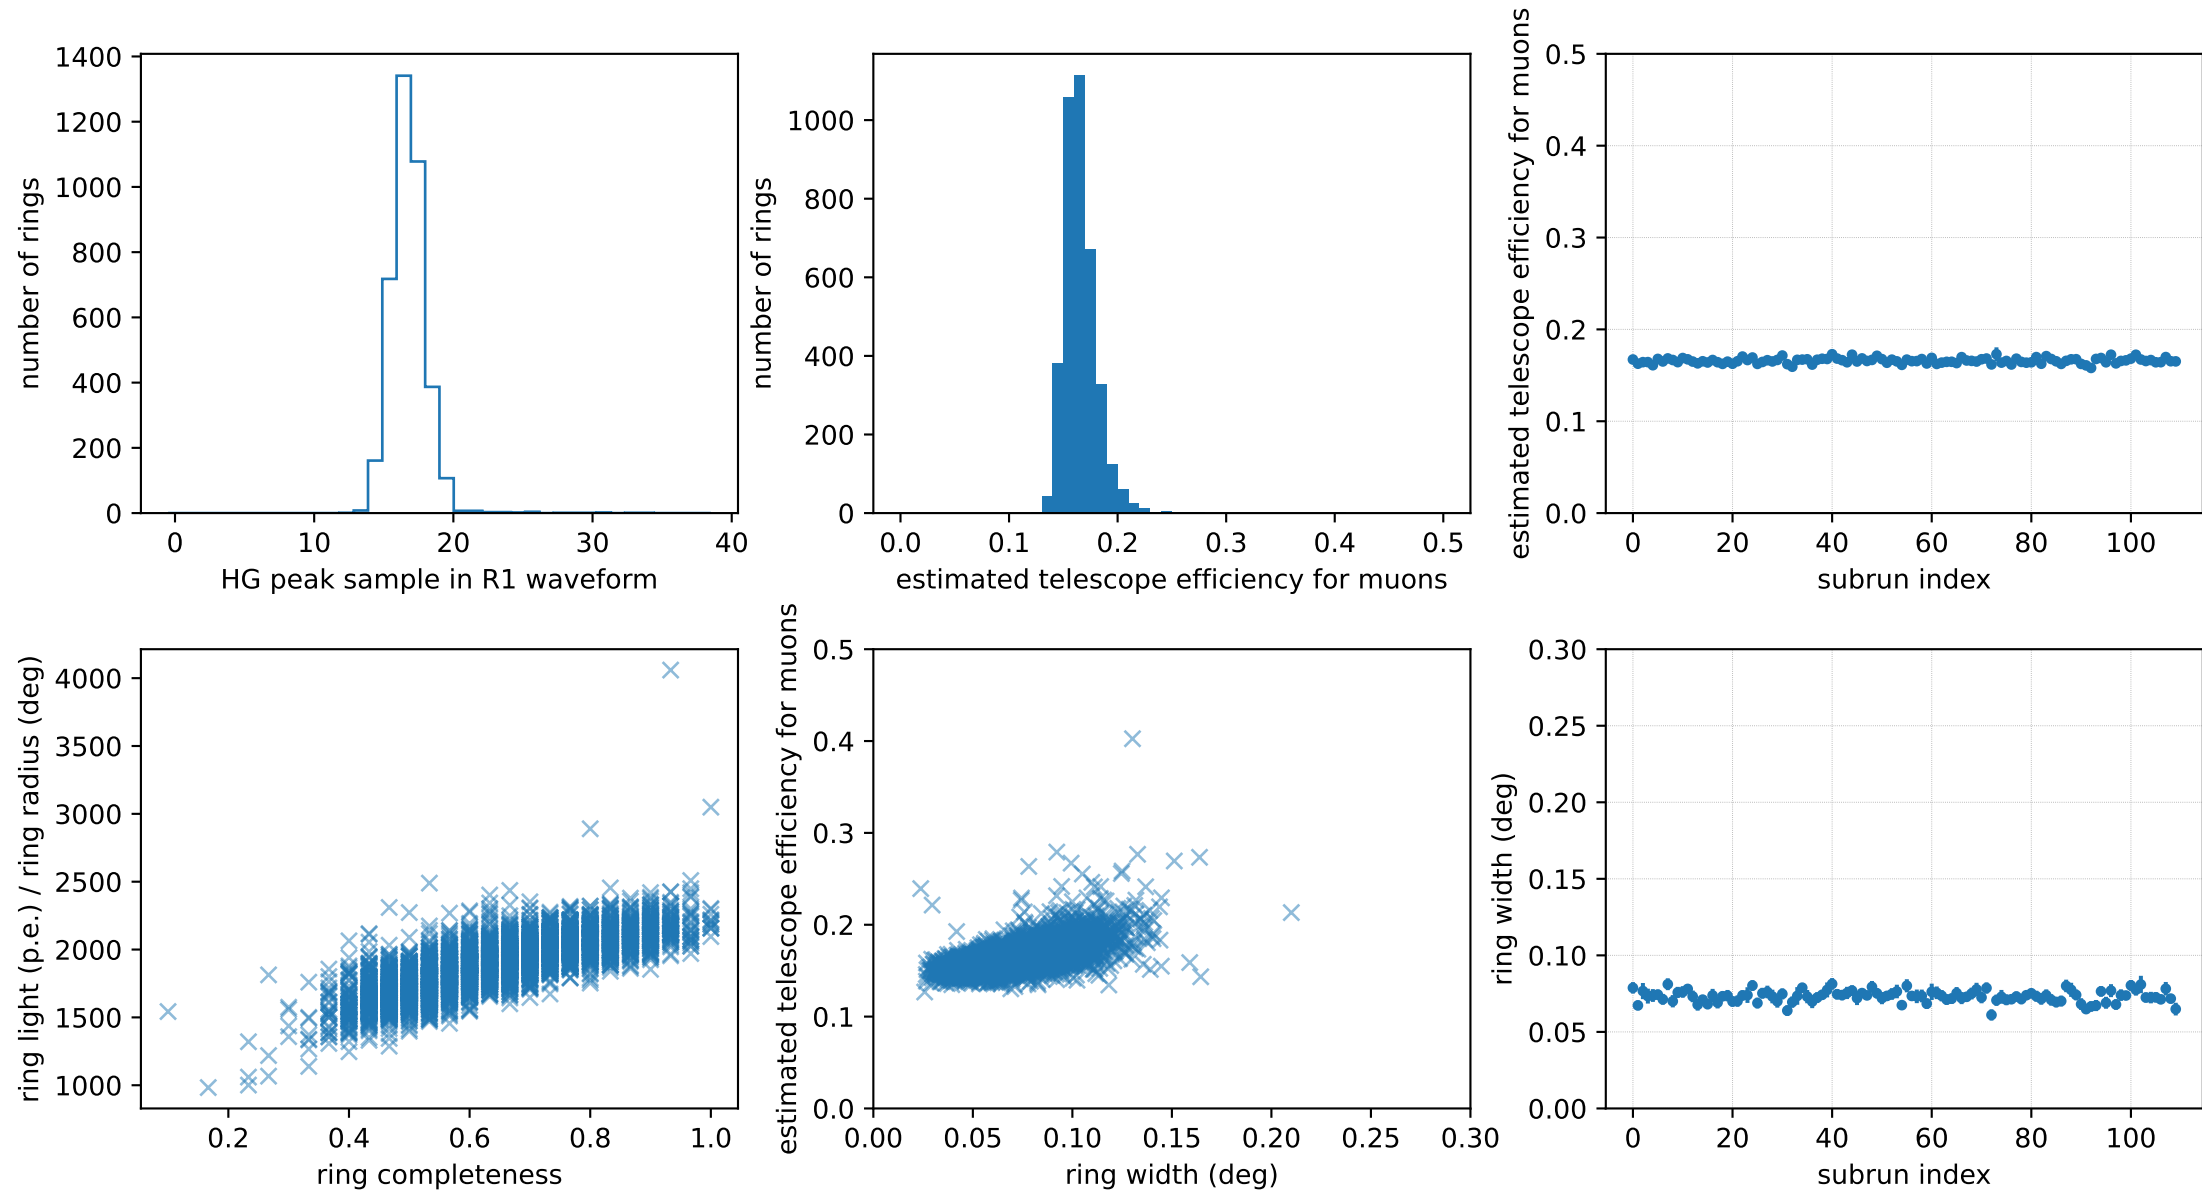 number of rings
1400
1200
1000
800
600
400
200
0
0 10 20 30 40
HG peak sample in R1 waveform
number of rings
1000
800
600
400
200
0
0.0 0.1 0.2 0.3 0.4 0.5
estimated telescope efficiency for muons
estimated telescope efficiency for muons
0.5
0.4
0.3
0.2
0.1
0.0
0 20 40 60 80 100
subrun index
ring light (p.e.) / ring radius (deg)
4000
3500
3000
2500
2000
1500
1000
0.2 0.4 0.6 0.8 1.0
ring completeness
estimated telescope efficiency for muons
0.5
0.4
0.3
0.2
0.1
0.0
0.00 0.05 0.10 0.15 0.20 0.25 0.30
ring width (deg)
ring width (deg)
0.30
0.25
0.20
0.15
0.10
0.05
0.00
0 20 40 60 80 100
subrun index